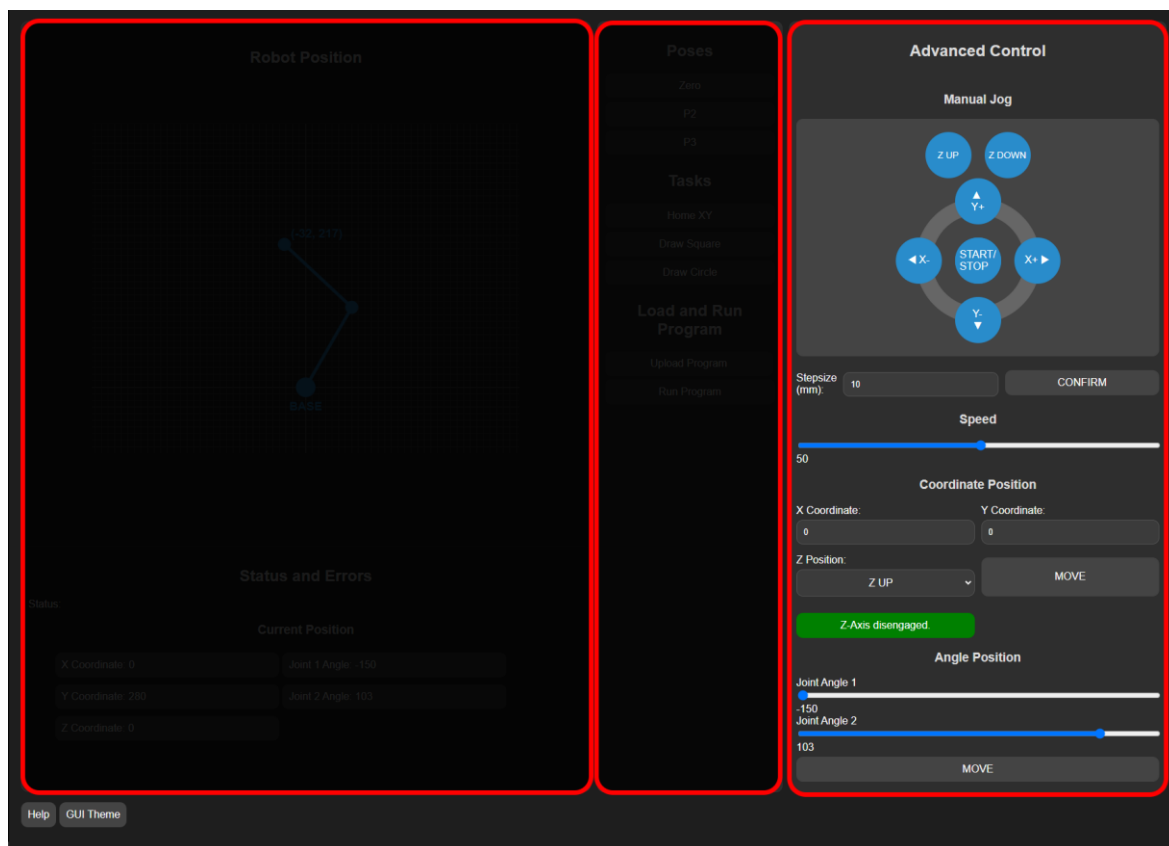 Robot Position
[-32, 217]
BASE
Status and Errors
Status:
Current Position
X Coordinate: 0
Joint 1 Angle: -150
Y Coordinate: 280
Joint 2 Angle: 103
Z Coordinate: 0
Poses
Zero
P2
P3
Tasks
Home XY
Draw Square
Draw Circle
Load and Run
Program
Upload Program
Run Program
Advanced Control
Manual Jog
Z UP
Z DOWN
▲
Y+
◀X-
START/
STOP
X+▶
Y-
▼
Stepsize
(mm):
10
CONFIRM
Speed
50
Coordinate Position
X Coordinate:
Y Coordinate:
0
0
Z Position:
Z UP
MOVE
Z-Axis disengaged.
Angle Position
Joint Angle 1
-150
Joint Angle 2
103
MOVE
Help
GUI Theme